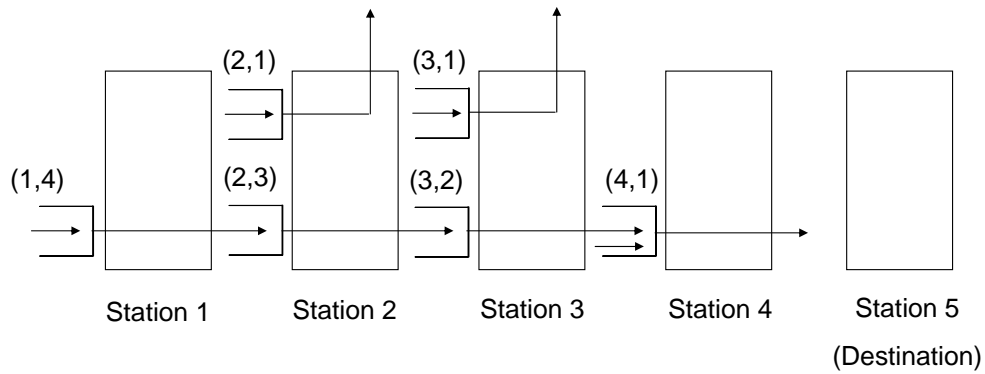 (2,1)
(3,1)
(1,4)
(2,3)
(3,2)
(4,1)
Station 1
Station 2
Station 3
Station 4
Station 5
(Destination)